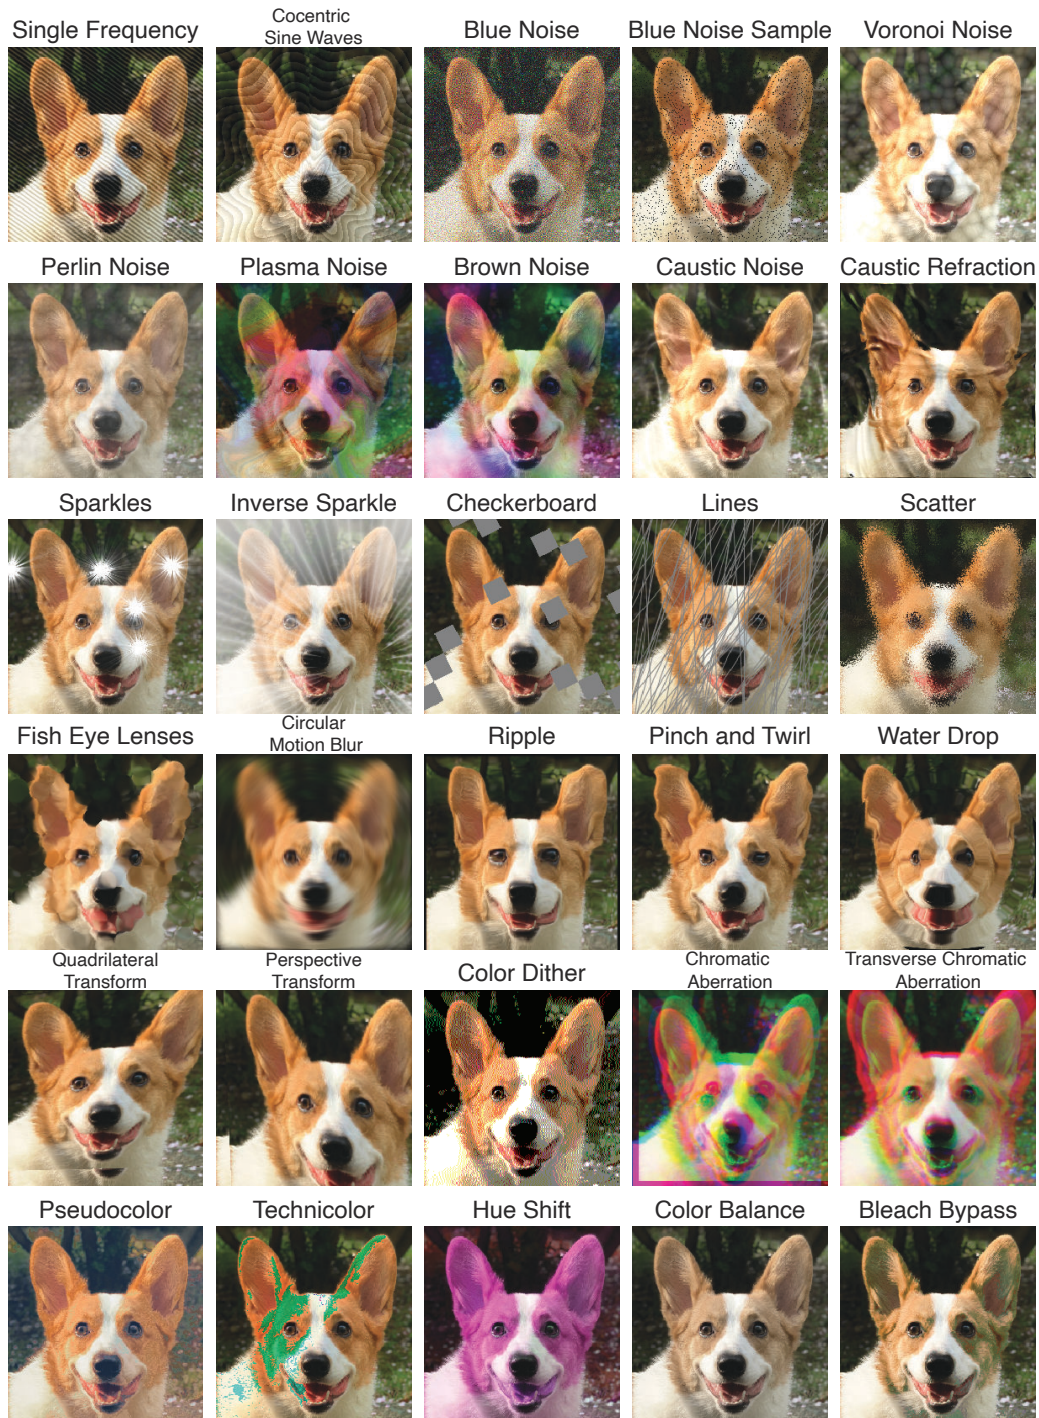 Single Frequency
Cocentric
Sine Waves
Blue Noise
Blue Noise Sample
Voronoi Noise
Perlin Noise
Plasma Noise
Brown Noise
Caustic Noise
Caustic Refraction
Sparkles
Inverse Sparkle
Checkerboard
Lines
Scatter
Fish Eye Lenses
Circular
Motion Blur
Ripple
Pinch and Twirl
Water Drop
Quadrilateral
Transform
Perspective
Transform
Color Dither
Chromatic
Aberration
Transverse Chromatic
Aberration
Pseudocolor
Technicolor
Hue Shift
Color Balance
Bleach Bypass